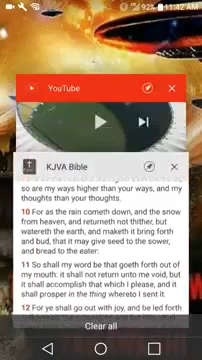 92% 11:42 AM
YouTube
KJVA Bible
so are my ways higher than your ways, and my
thoughts than your thoughts.
10 For as the rain cometh down, and the snow
from heaven, and returneth not thither, but
watereth the earth, and maketh it bring forth
and bud, that it may give seed to the sower,
and bread to the eater:
11 So shall my word be that goeth forth out of
my mouth: it shall not return unto me void, but
it shall accomplish that which I please, and it
shall prosper in the thing whereto I sent it.
12 For ye shall go out with joy, and be led forth
Clear all